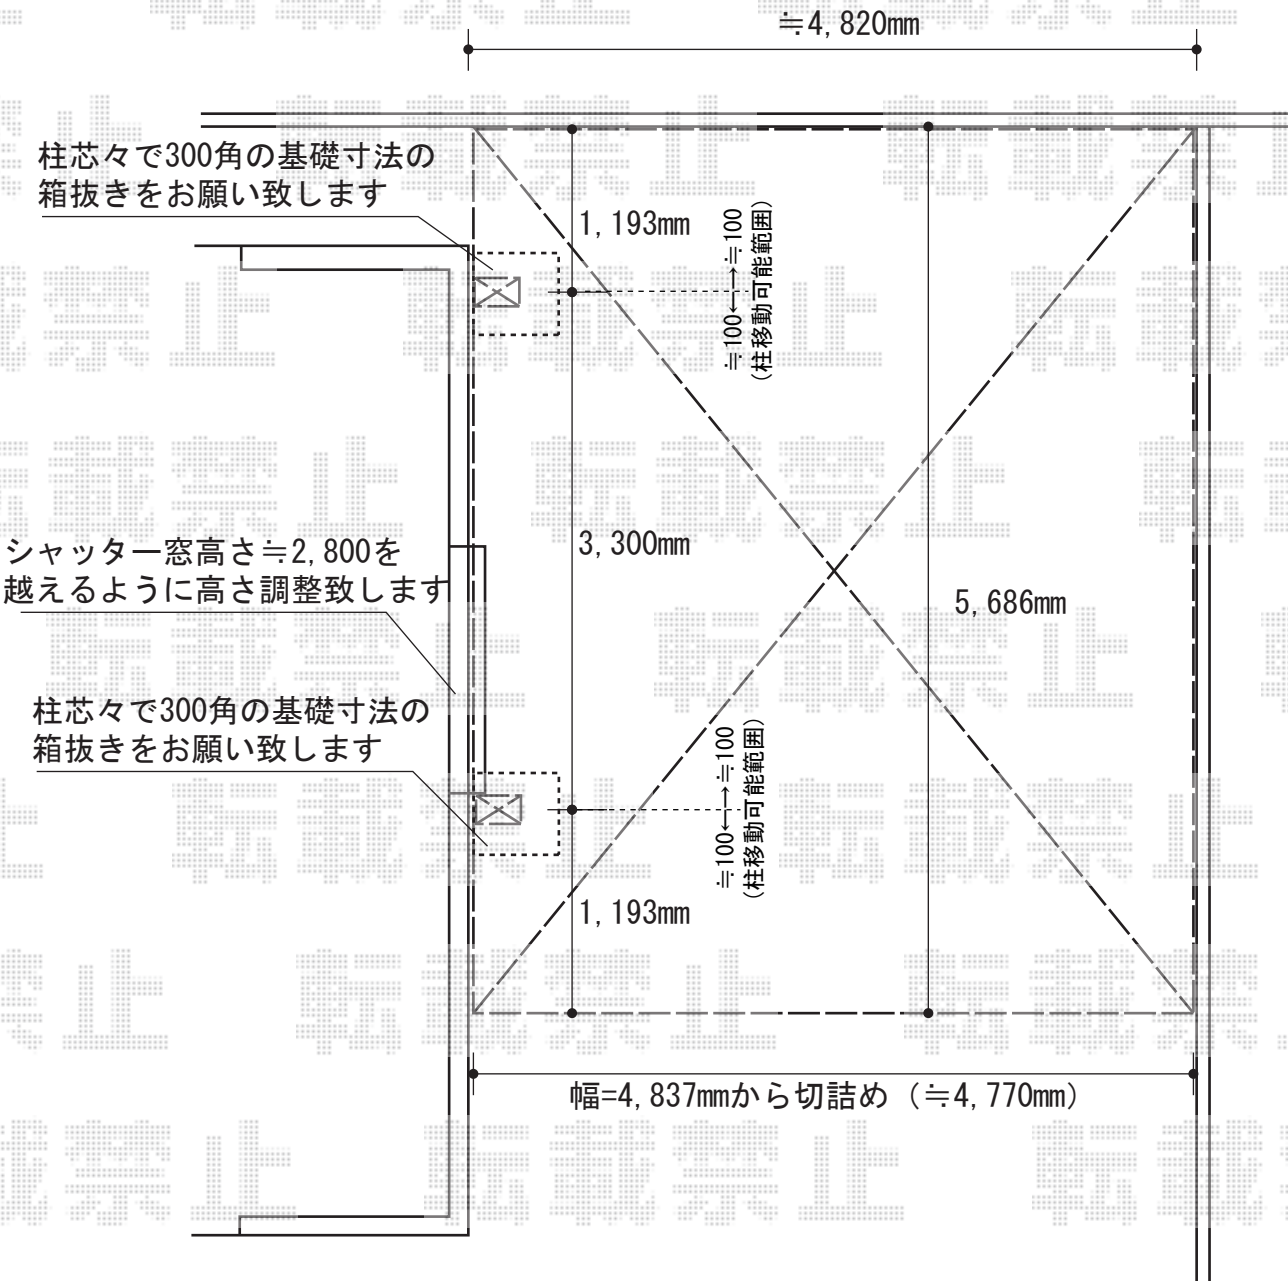 ≒4,820mm
柱芯々で300角の基礎寸法の
箱抜きをお願い致します
1,193mm
≒100←→≒100
(柱移動可能範囲)
3,300mm
シャッター窓高さ≒2,800を
越えるように高さ調整致します
5,686mm
柱芯々で300角の基礎寸法の
箱抜きをお願い致します
≒100←→≒100
(柱移動可能範囲)
1,193mm
幅=4,837mmから切詰め（≒4,770mm）
転載禁止